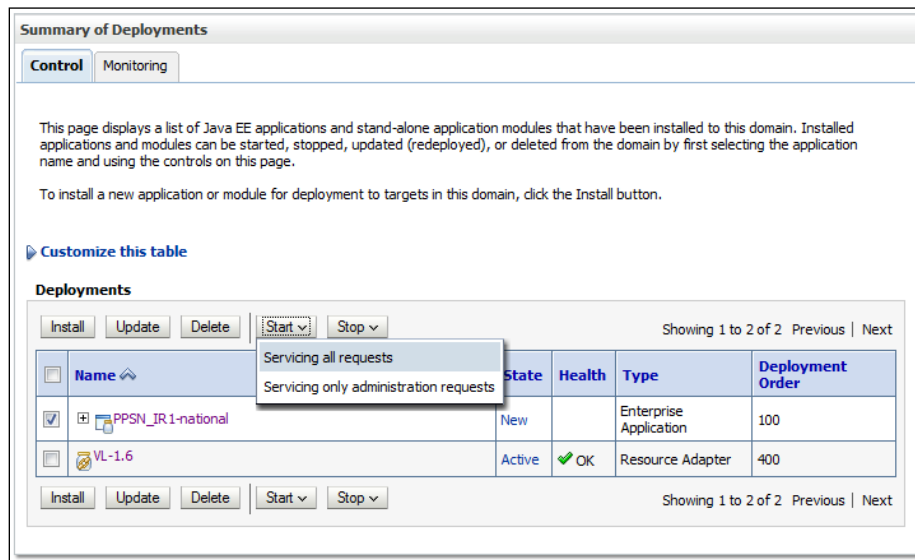 Summary of Deployments
Control Monitoring
This page displays a list of Java EE applications and stand-alone application modules that have been installed to this domain. Installed
applications and modules can be started, stopped, updated (redeployed), or deleted from the domain by first selecting the application
name and using the controls on this page.
To install a new application or module for deployment to targets in this domain, click the Install button.
Customize this table
Deployments
Install Update Delete Start Stop Showing 1 to 2 of 2 Previous | Next
Servicing all requests
Servicing only administration requests
Name State Health Type Deployment
Order
PPSN_IR1-national New Enterprise
Application 100
VL-1.6 Active OK Resource Adapter 400
Install Update Delete Start Stop Showing 1 to 2 of 2 Previous | Next